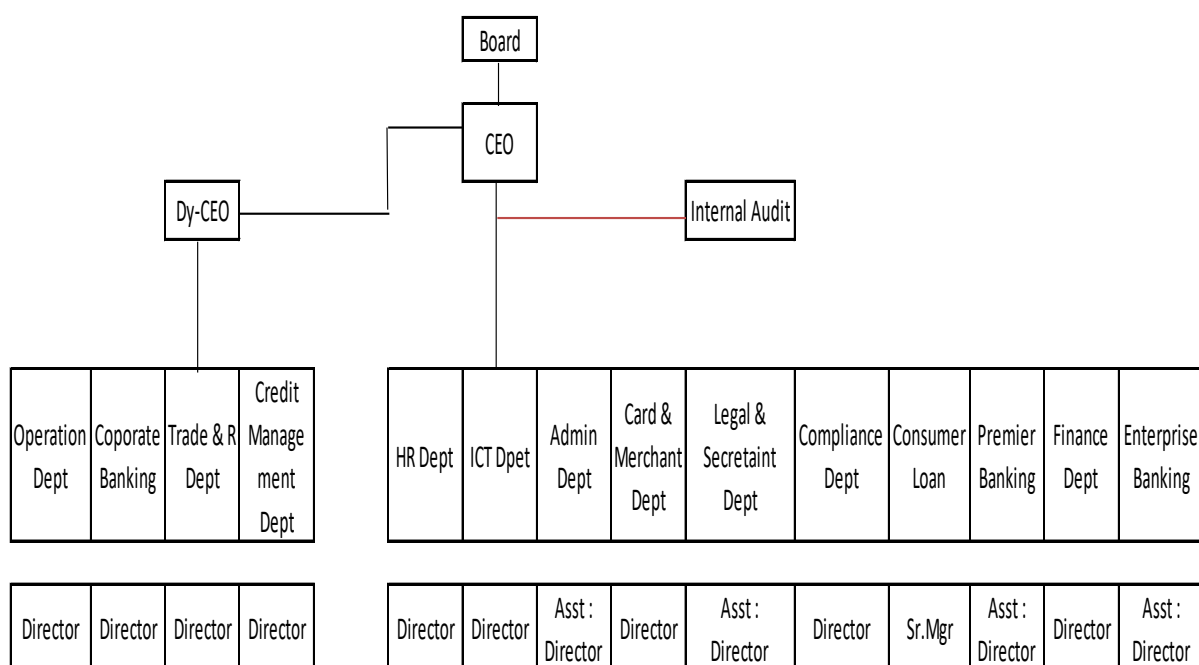 Board
CEO
Dy-CEO
Internal Audit
Operation
Dept
Coporate
Banking
Trade & R
Dept
Credit
Manage
ment
Dept
HR Dept
ICT Dpet
Admin
Dept
Card &
Merchant
Dept
Legal &
Secretaint
Dept
Compliance
Dept
Consumer
Loan
Premier
Banking
Finance
Dept
Enterprise
Banking
Director
Director
Director
Director
Director
Director
Asst :
Director
Director
Asst :
Director
Director
Sr.Mgr
Asst :
Director
Director
Asst :
Director